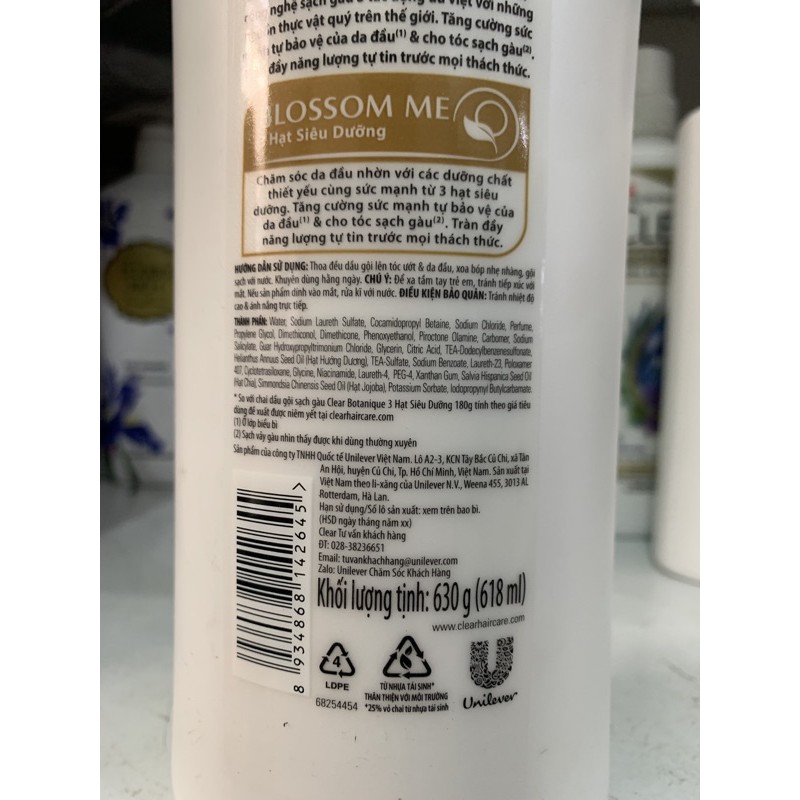 nghệ sạch gàu
với những
thực vật quý trên thế giới. Tăng cường sức
tự bảo vệ của da đầu(1) & cho tóc sạch gàu(2).
đầy năng lượng tự tin trước mọi thách thức.
BLOSSOM ME
Hạt Siêu Dưỡng
Chăm sóc da đầu nhờn với các dưỡng chất
thiết yếu cùng sức mạnh từ 3 hạt siêu
dưỡng. Tăng cường sức mạnh tự bảo vệ của
da đầu(1) & cho tóc sạch gàu(2). Tràn đầy
năng lượng tự tin trước mọi thách thức.
HƯỚNG DẪN SỬ DỤNG: Thoa đều dầu gội lên tóc ướt & da đầu, xoa bóp nhẹ nhàng, gội
sạch với nước. Khuyên dùng hằng ngày. CHÚ Ý: Để xa tầm tay trẻ em, tránh tiếp xúc với
mắt. Nếu sản phẩm dính vào mắt, rửa kĩ với nước. ĐIỀU KIỆN BẢO QUẢN: Tránh nhiệt độ
cao & ánh nắng trực tiếp.
THÀNH PHẦN: Water, Sodium Laureth Sulfate, Cocamidopropyl Betaine, Sodium Chloride, Perfume,
Propylene Glycol, Dimethiconol, Dimethicone, Phenoxyethanol, Piroctone Olamine, Carbomer, Sodium
Salicylate, Guar Hydroxypropyltrimonium Chloride, Glycerin, Citric Acid, TEA-Dodecylbenzenesulfonate,
Helianthus Annuus Seed Oil (Hạt Hướng Dương), TEA-Sulfate, Sodium Benzoate, Laureth-23, Poloxamer
407, Cyclotetrasiloxane, Glycine, Niacinamide, Laureth-4, PEG-4, Xanthan Gum, Salvia Hispanica Seed Oil
(Hạt Chia), Simmondsia Chinensis Seed Oil (Hạt Jojoba), Potassium Sorbate, Iodopropynyl Butylcarbamate.
* So với chai dầu gội sạch gàu Clear Botanique 3 Hạt Siêu Dưỡng 180g tính theo giá tiêu
dùng đề xuất được niêm yết tại clearhaircare.com
(1) Ở lớp biểu bì
(2) Sạch vảy gàu nhìn thấy được khi dùng thường xuyên
Sản phẩm của công ty TNHH Quốc tế Unilever Việt Nam. Lô A2-3, KCN Tây Bắc Củ Chi, xã Tân
An Hội, huyện Củ Chi, Tp. Hồ Chí Minh, Việt Nam. Sản xuất tại
Việt Nam theo li-xăng của Unilever N.V., Weena 455, 3013 AL
Rotterdam, Hà Lan.
Hạn sử dụng/Số lô sản xuất: xem trên bao bì.
(HSD ngày tháng năm xx)
Clear Tư vấn khách hàng
ĐT: 028-38236651
Email: tuvankhachhang@unilever.com
Zalo: Unilever Chăm Sóc Khách Hàng
Khối lượng tịnh: 630 g (618 ml)
www.clearhaircare.com
8 934868 142645 >
4
LDPE
68254454
TỪ NHỰA TÁI SINH*
THÂN THIỆN VỚI MÔI TRƯỜNG
*25% vỏ chai từ nhựa tái sinh
Unilever